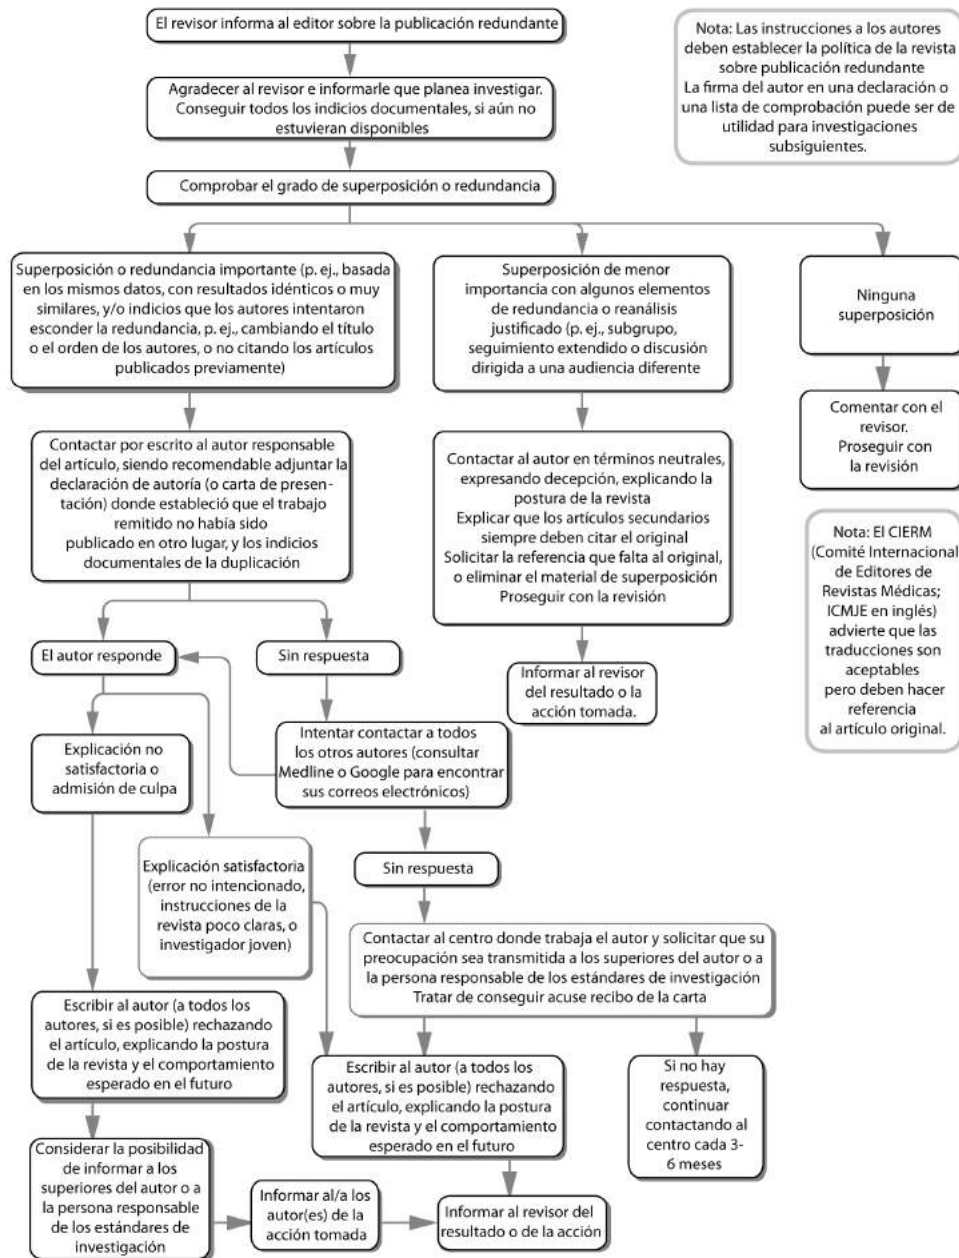 El revisor informa al editor sobre la publicación redundante
Nota: Las instrucciones a los autores
deben establecer la política de la revista
sobre publicación redundante
La firma del autor en una declaración o
una lista de comprobación puede ser de
utilidad para investigaciones
subsiguientes.
Agradecer al revisor e informarle que planea investigar.
Conseguir todos los indicios documentales, si aún no
estuvieran disponibles
Comprobar el grado de superposición o redundancia
Superposición o redundancia importante (p. ej., basada
en los mismos datos, con resultados idénticos o muy
similares, y/o indicios que los autores intentaron
esconder la redundancia, p. ej., cambiando el título
o el orden de los autores, o no citando los artículos
publicados previamente)
Superposición de menor
importancia con algunos elementos
de redundancia o reanálisis
justificado (p. ej., subgrupo,
seguimiento extendido o discusión
dirigida a una audiencia diferente
Ninguna
superposición
Contactar por escrito al autor responsable
del artículo, siendo recomendable adjuntar la
declaración de autoría (o carta de presen-
tación) donde estableció que el trabajo
remitido no había sido
publicado en otro lugar, y los indicios
documentales de la duplicación
Contactar al autor en términos neutrales,
expresando decepción, explicando la
postura de la revista
Explicar que los artículos secundarios
siempre deben citar el original
Solicitar la referencia que falta al original,
o eliminar el material de superposición
Proseguir con la revisión
Comentar con el
revisor.
Proseguir con
la revisión
Nota: El CIERM
(Comité Internacional
de Editores de
Revistas Médicas;
ICMJE en inglés)
advierte que las
traducciones son
aceptables
pero deben hacer
referencia
al artículo original.
El autor responde
Sin respuesta
Informar al revisor
del resultado o la
acción tomada.
Explicación no
satisfactoria o
admisión de culpa
Intentar contactar a todos
los otros autores (consultar
Medline o Google para encontrar
sus correos electrónicos)
Explicación satisfactoria
(error no intencionado,
instrucciones de la
revista poco claras, o
investigador joven)
Sin respuesta
Contactar al centro donde trabaja el autor y solicitar que su
preocupación sea transmitida a los superiores del autor o a
la persona responsable de los estándares de investigación
Tratar de conseguir acuse recibo de la carta
Escribir al autor (a todos los
autores, si es posible) rechazando
el artículo, explicando la postura
de la revista y el comportamiento
esperado en el futuro
Escribir al autor (a todos los
autores, si es posible) rechazando
el artículo, explicando la postura
de la revista y el comportamiento
esperado en el futuro
Si no hay
respuesta,
continuar
contactando al
centro cada 3-
6 meses
Considerar la posibilidad
de informar a los
superiores del autor o a
la persona responsable
de los estándares de
investigación
Informar al/a los
autor(es) de la
acción tomada
Informar al revisor del
resultado o de la acción